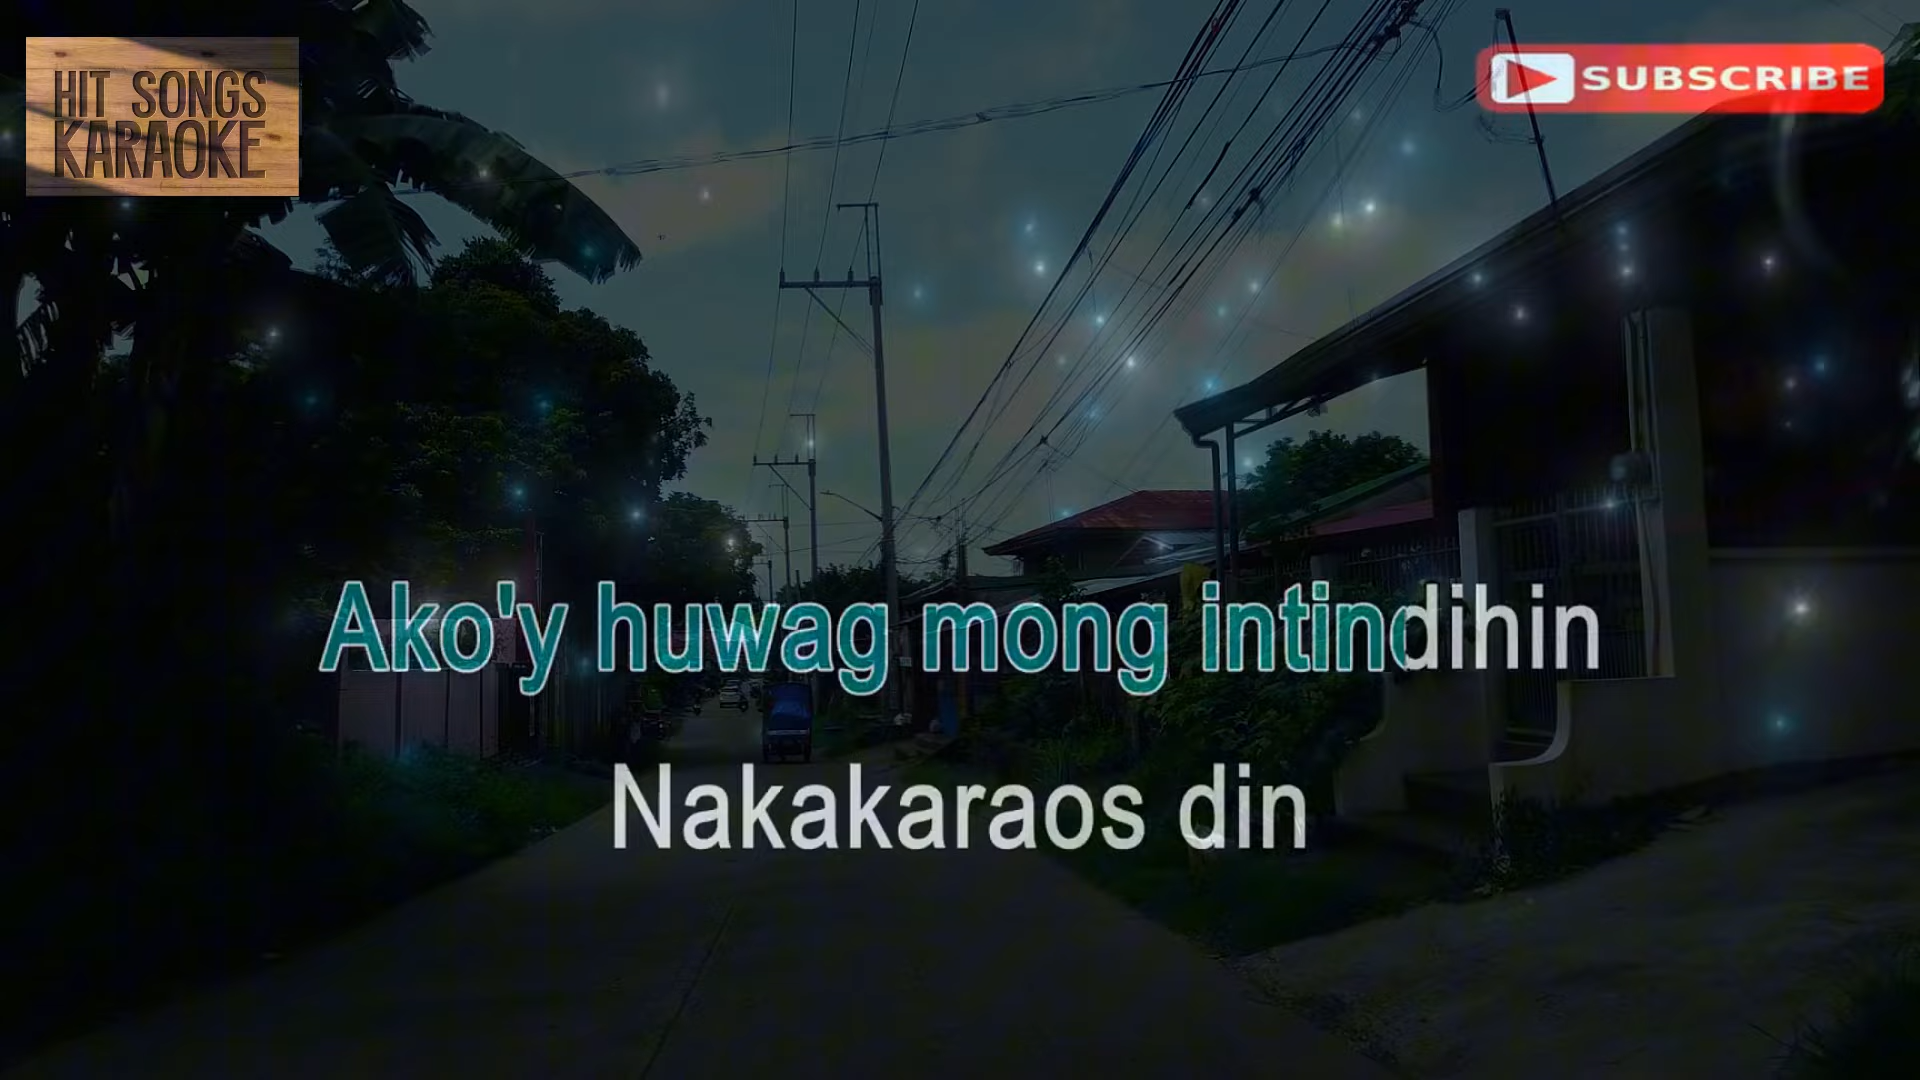 HIT SONGS
KARAOKE
SUBSCRIBE
Ako'y huwag mong intindihin
Nakakaraos din